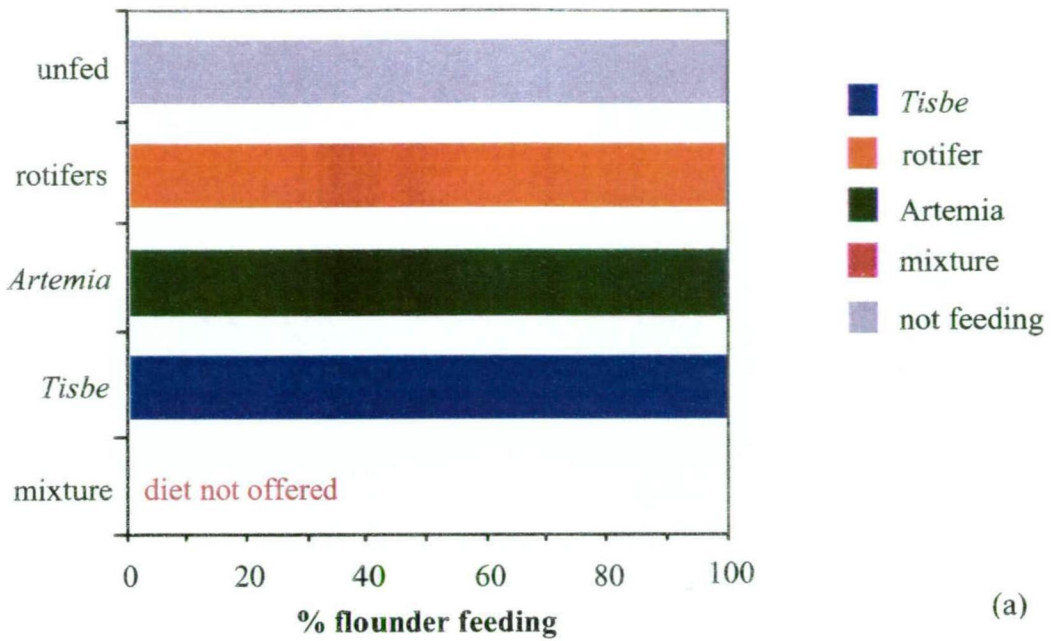 unfed
rotifers
Artemia
Tisbe
mixture diet not offered
0 20 40 60 80 100
% flounder feeding
Tisbe
rotifer
Artemia
mixture
not feeding
(a)